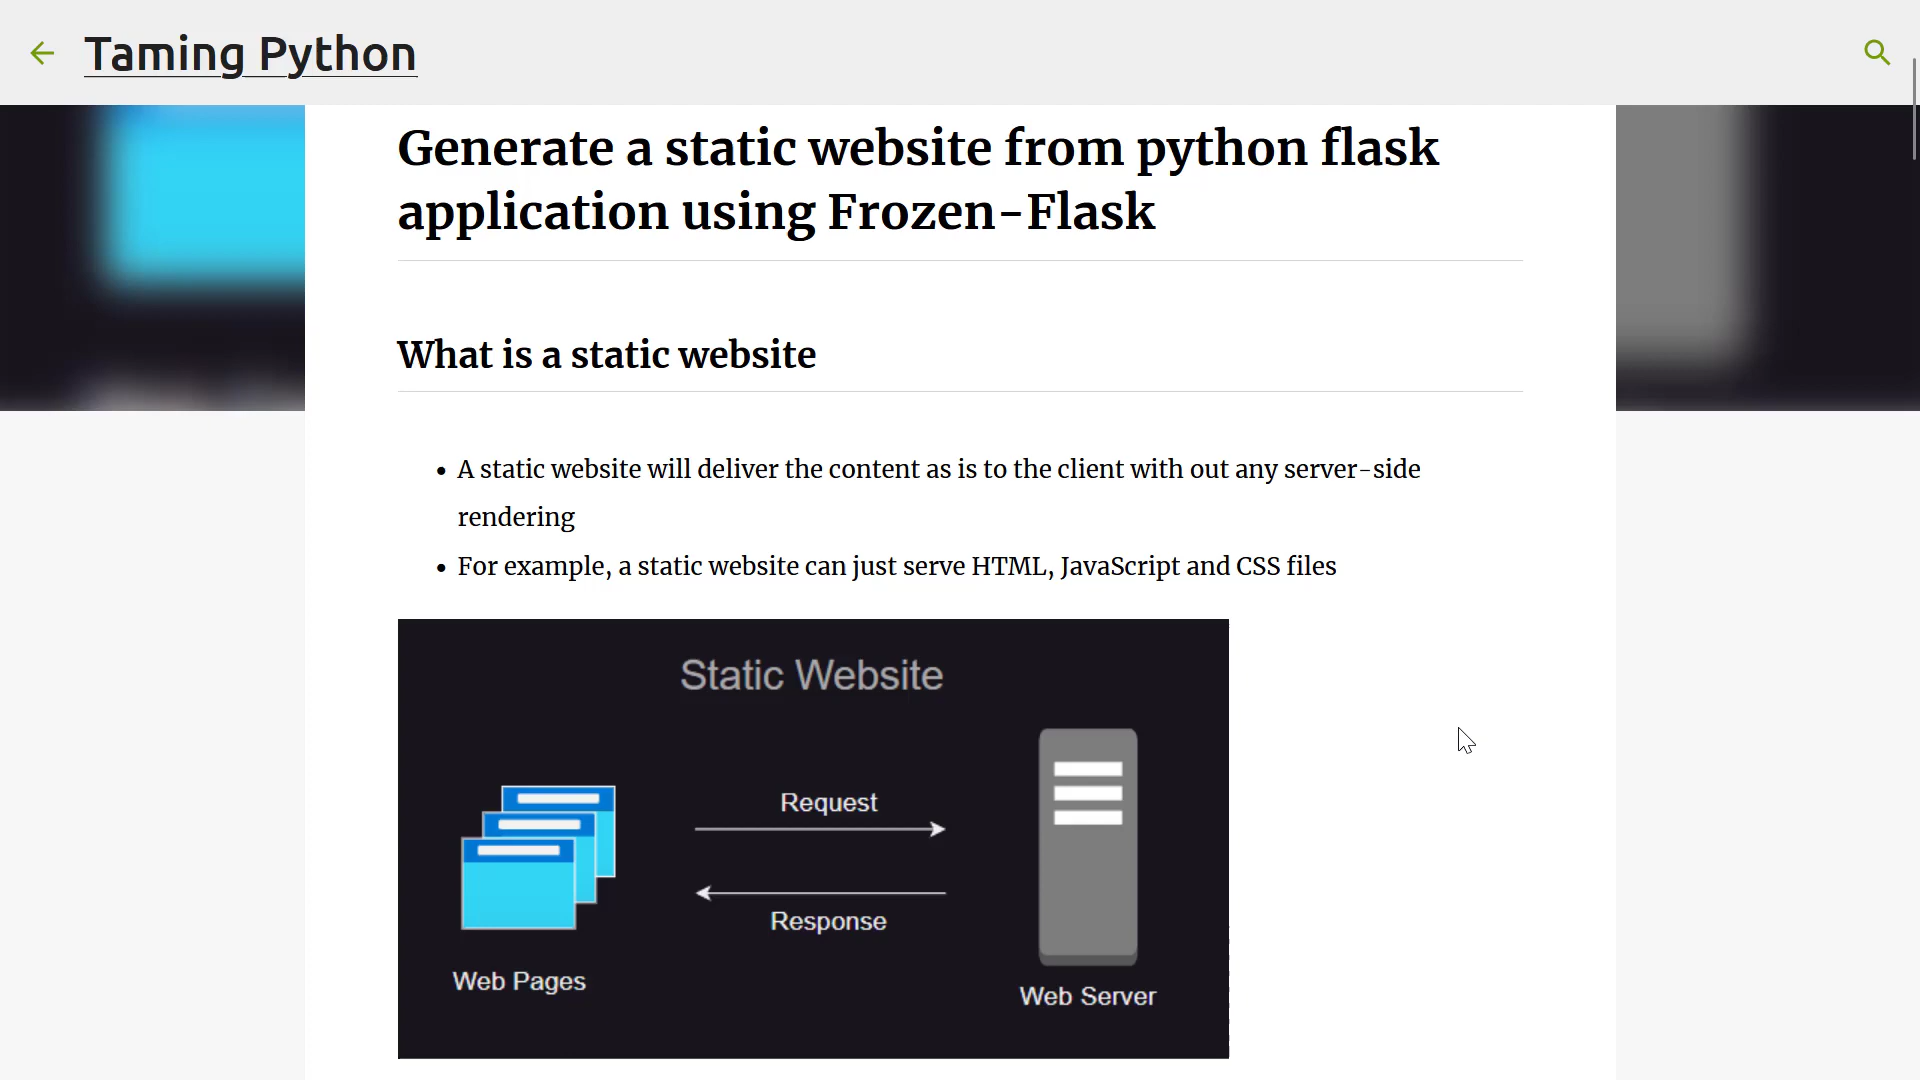 Taming Python
Generate a static website from python flask
application using Frozen-Flask
What is a static website
A static website will deliver the content as is to the client with out any server-side
rendering
For example, a static website can just serve HTML, JavaScript and CSS files
Static Website
Request
Response
Web Pages
Web Server